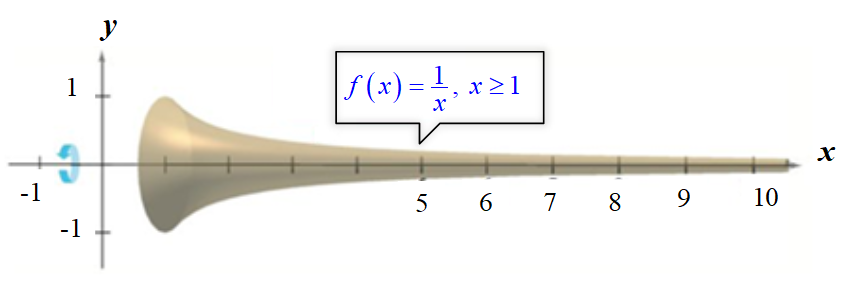 y
1
f(x) = 1/x, x ≥ 1
x
-1
5 6 7 8 9 10
-1